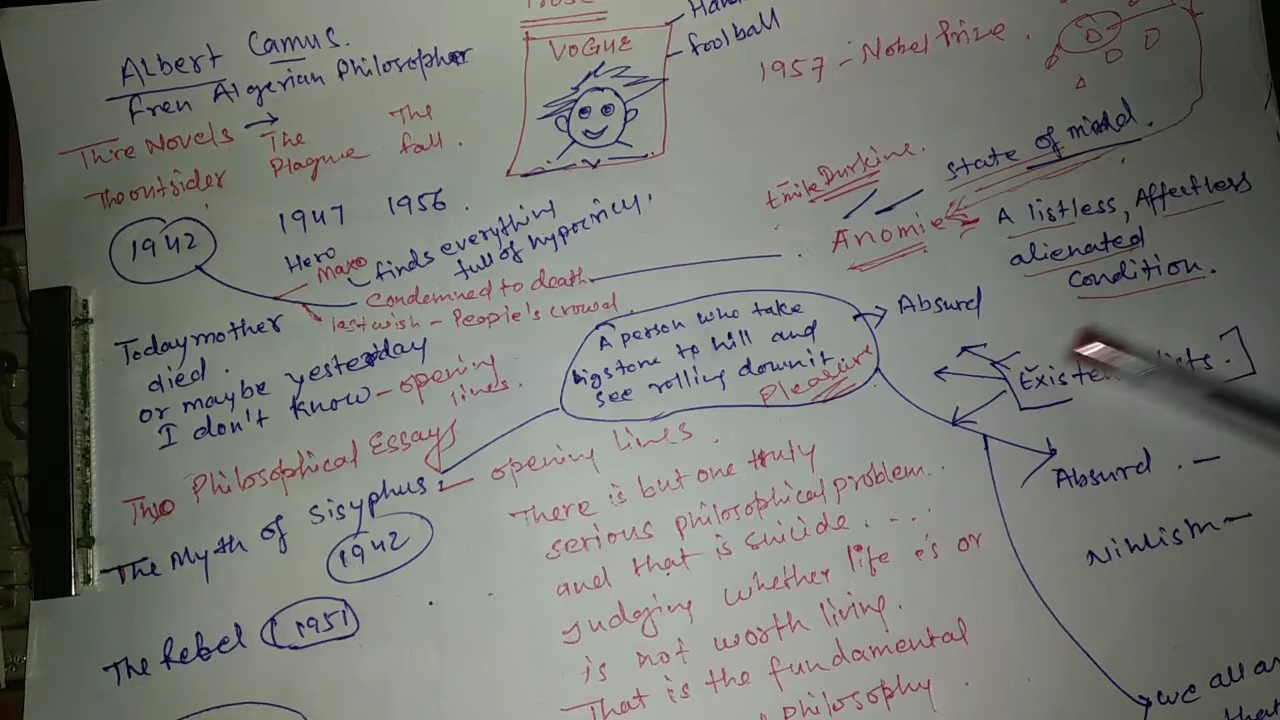 Albert Camus.
Fren Algerian Philosopher
Three Novels → The The
Plague fall.
The outsider
1942
1947 1956.
VOGUE
foolball
1957 - Nobel Prize.
Emile Durkine.
state of mind.
Anomie - A listless, Affectless
alienated
condition.
Hero
finds everything
full of hypocricy.
Condemned to death
last wish - People's crowd.
Today mother
died.
or maybe yesterday
I don't know - opening
lines.
A person who take
bigstone to hill and
see rolling down it
Pleasure
Absurd
Absurd. -
Nihlism -
Two Philosophical Essays
The Myth of Sisyphus: - opening lines.
1942
The Rebel (1951)
There is but one truly
serious philosophical problem.
and that is suicide. - - -
Judging whether life is or
is not worth living.
That is the fundamental
philosophy.
we all a